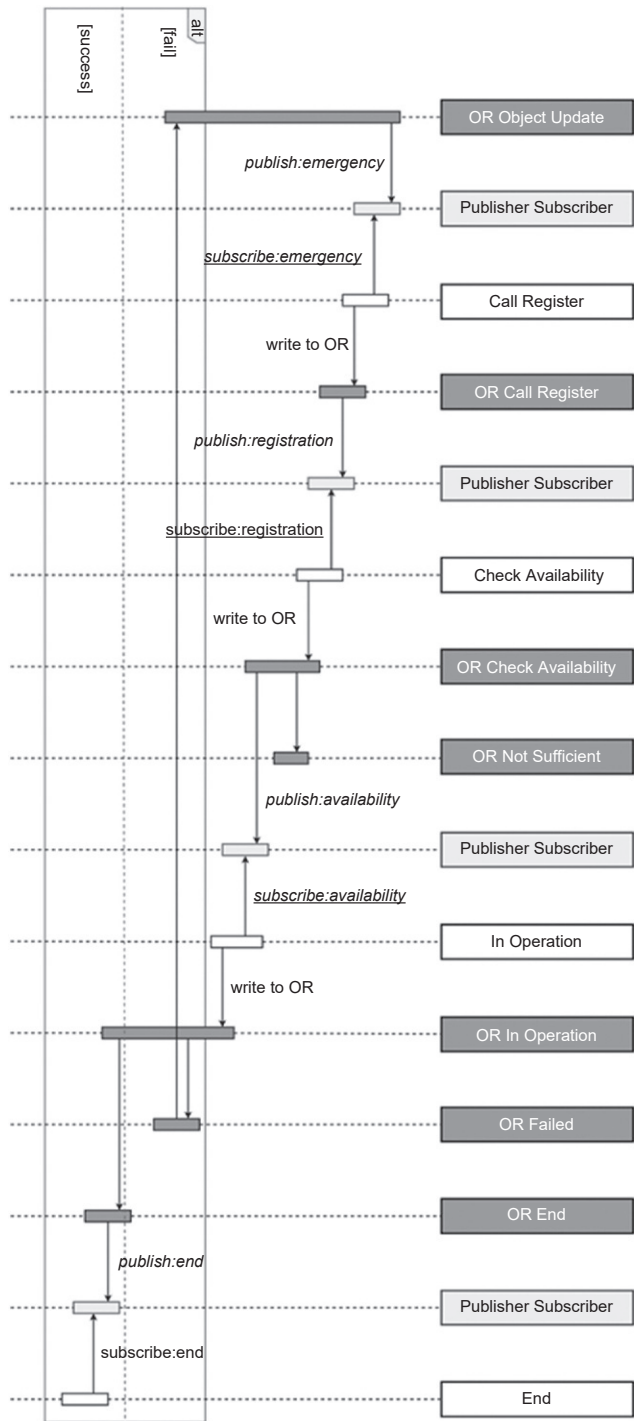 alt
[fail]
[success]
OR Object Update
publish:emergency
Publisher Subscriber
subscribe:emergency
Call Register
write to OR
OR Call Register
publish:registration
Publisher Subscriber
subscribe:registration
Check Availability
write to OR
OR Check Availability
OR Not Sufficient
publish:availability
Publisher Subscriber
subscribe:availability
In Operation
write to OR
OR In Operation
OR Failed
OR End
publish:end
Publisher Subscriber
subscribe:end
End